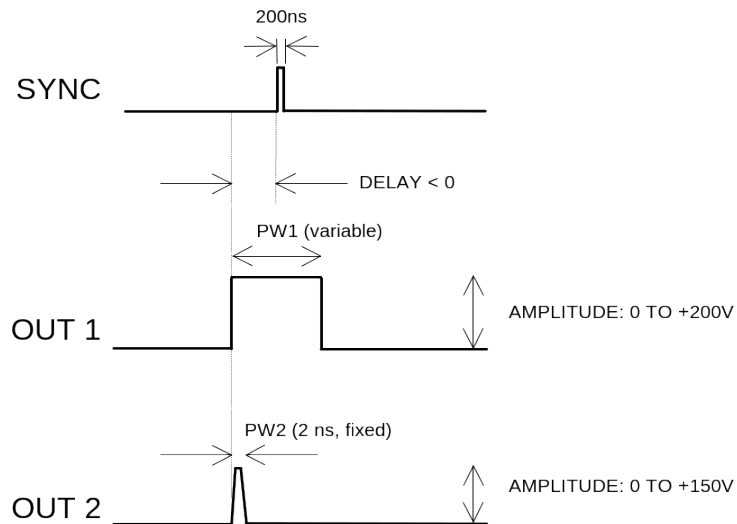 200ns
SYNC
DELAY < 0
PW1 (variable)
OUT 1
AMPLITUDE: 0 TO +200V
PW2 (2 ns, fixed)
OUT 2
AMPLITUDE: 0 TO +150V